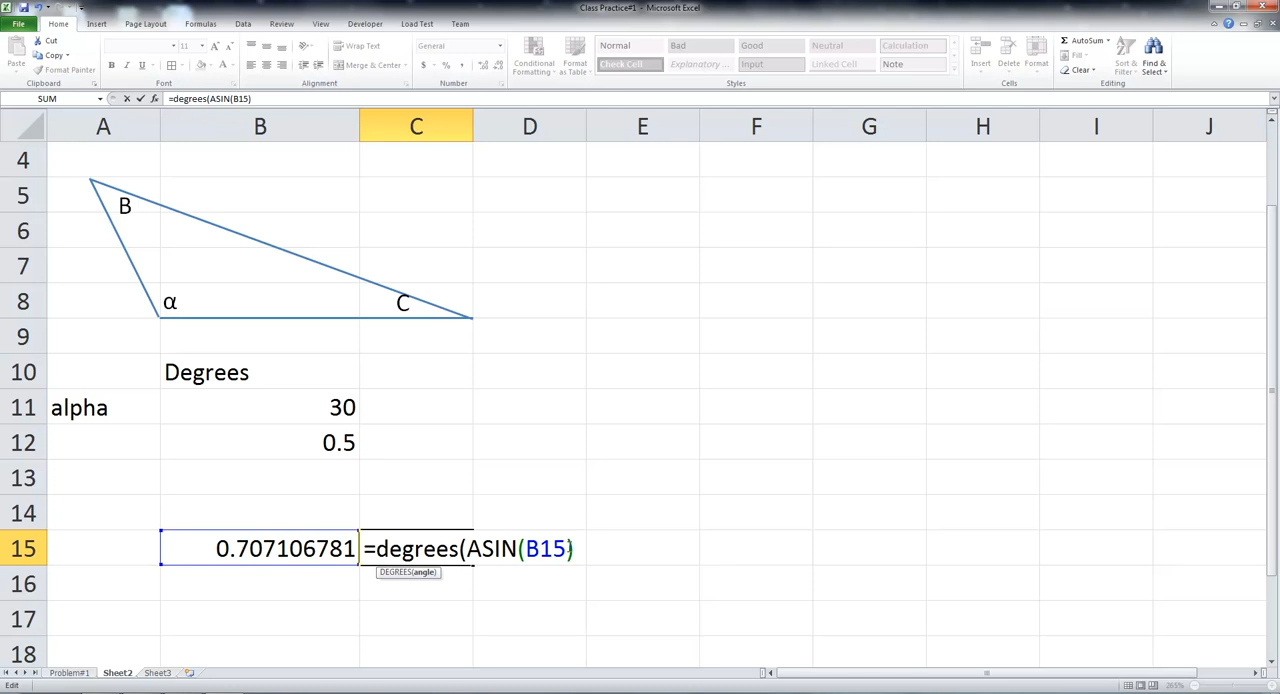 Class Practice#1 - Microsoft Excel
File Home Insert Page Layout Formulas Data Review View Developer Load Test Team
Cut
Copy
Format Painter
Paste
Clipboard
11
B I U
Font
Wrap Text
Merge & Center
Alignment
General
$ % ,
Number
Conditional Formatting
Format as Table
Normal Bad Good Neutral Calculation
Check Cell Explanatory ... Input Linked Cell Note
Styles
Insert Delete Format
Cells
AutoSum
Fill
Clear
Sort & Filter
Find & Select
Editing
SUM fx =degrees(ASIN(B15)
A B C D E F G H I J
4
5 B
6
7
8 α C
9
10 Degrees
11 alpha 30
12 0.5
13
14
15 0.707106781 =degrees(ASIN(B15)
DEGREES(angle)
16
17
18
Problem#1 Sheet2 Sheet3
Edit 265%